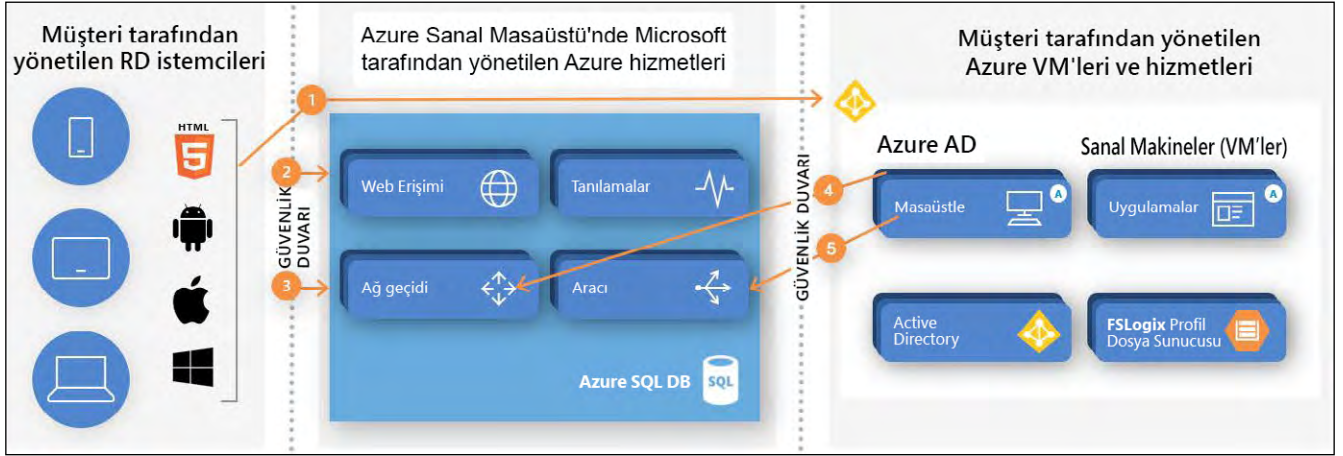 Müşteri tarafından
yönetilen RD istemcileri
HTML
5
Azure Sanal Masaüstü'nde Microsoft
tarafından yönetilen Azure hizmetleri
Müşteri tarafından yönetilen
Azure VM'leri ve hizmetleri
1
2
3
4
5
GÜVENLİK
DUVARI
Web Erişimi
Tanılamalar
Ağ geçidi
Aracı
Azure SQL DB
SQL
GÜVENLİK DUVARI
Azure AD
Sanal Makineler (VM'ler)
Masaüstle
A
Uygulamalar
A
Active
Directory
FSLogix Profil
Dosya Sunucusu